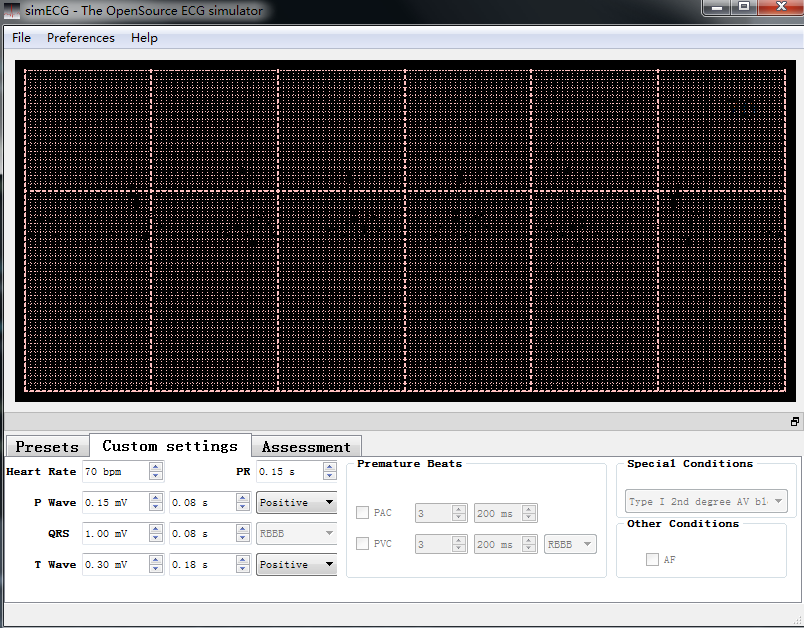 simECG - The OpenSource ECG simulator
File Preferences Help
Presets Custom settings Assessment
Heart Rate 70 bpm PR 0.15 s
P Wave 0.15 mV 0.08 s Positive
QRS 1.00 mV 0.08 s RBBB
T Wave 0.30 mV 0.18 s Positive
Premature Beats
PAC 3 200 ms
PVC 3 200 ms RBBB
Special Conditions
Type I 2nd degree AV bl
Other Conditions
AF